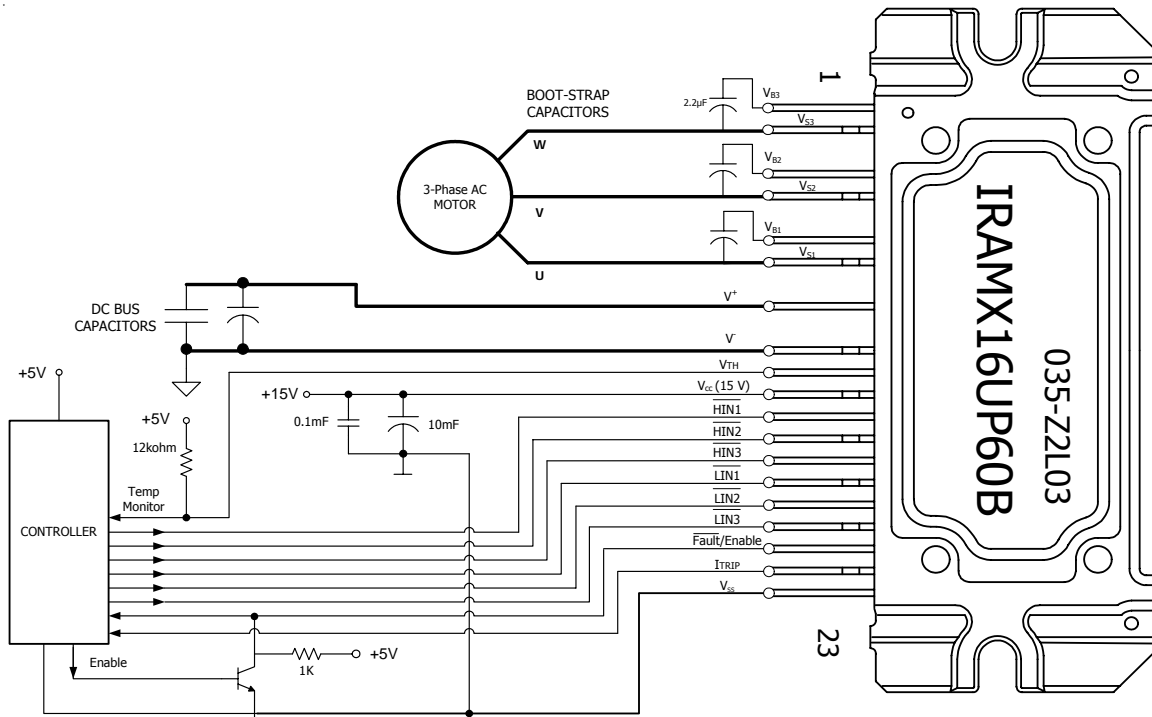 1
BOOT-STRAP
CAPACITORS
2.2µF
VB3
VS3
W
VB2
3-Phase AC
MOTOR
VS2
V
VB1
VS1
U
V+
DC BUS
CAPACITORS
V-
VTH
+5V
+15V
Vcc (15 V)
+5V
0.1mF
10mF
HIN1
HIN2
12kohm
HIN3
LIN1
Temp
Monitor
LIN2
LIN3
CONTROLLER
Fault/Enable
ITRIP
VSS
Enable
1K
+5V
23
IRAMX16UP60B
035-Z2L03